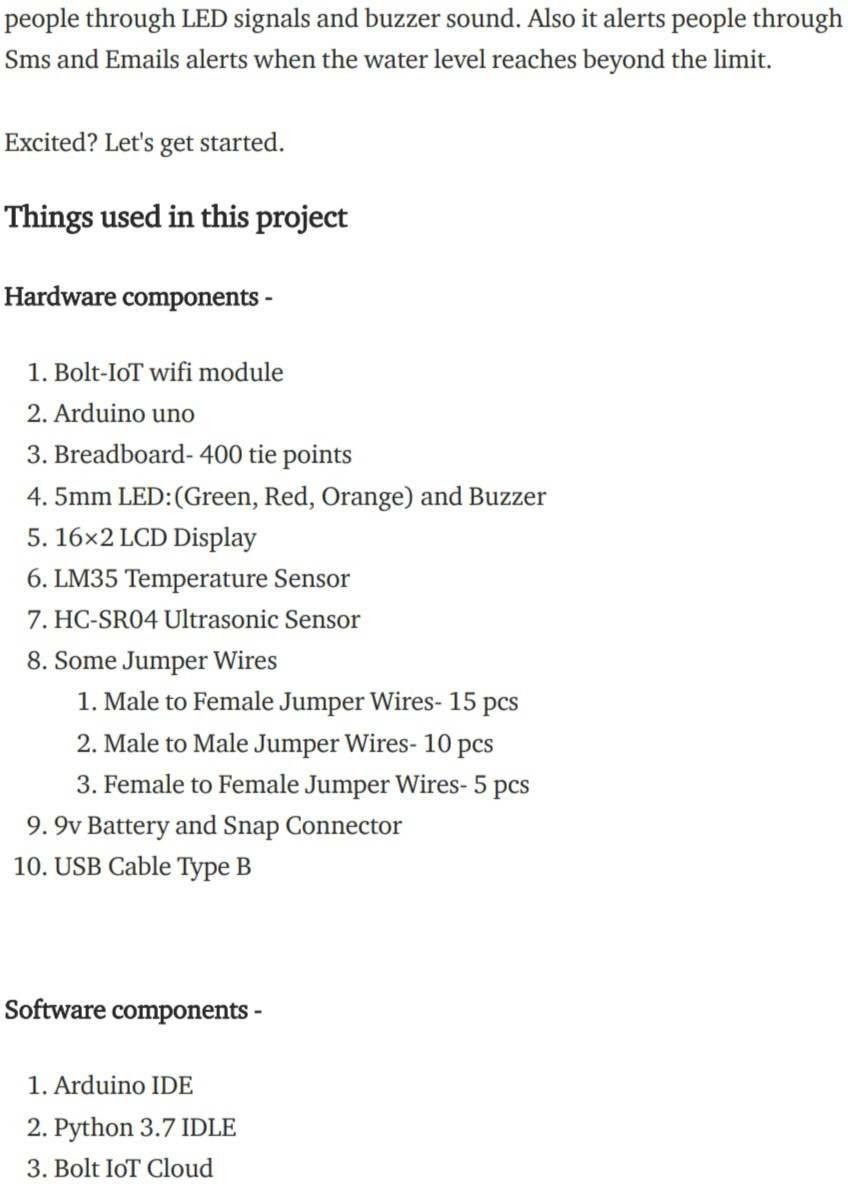 people through LED signals and buzzer sound. Also it alerts people through
Sms and Emails alerts when the water level reaches beyond the limit.
Excited? Let's get started.
Things used in this project
Hardware components -
1. Bolt-IoT wifi module
2. Arduino uno
3. Breadboard- 400 tie points
4. 5mm LED:(Green, Red, Orange) and Buzzer
5. 16×2 LCD Display
6. LM35 Temperature Sensor
7. HC-SR04 Ultrasonic Sensor
8. Some Jumper Wires
1. Male to Female Jumper Wires- 15 pcs
2. Male to Male Jumper Wires- 10 pcs
3. Female to Female Jumper Wires- 5 pcs
9. 9v Battery and Snap Connector
10. USB Cable Type B
Software components -
1. Arduino IDE
2. Python 3.7 IDLE
3. Bolt IoT Cloud